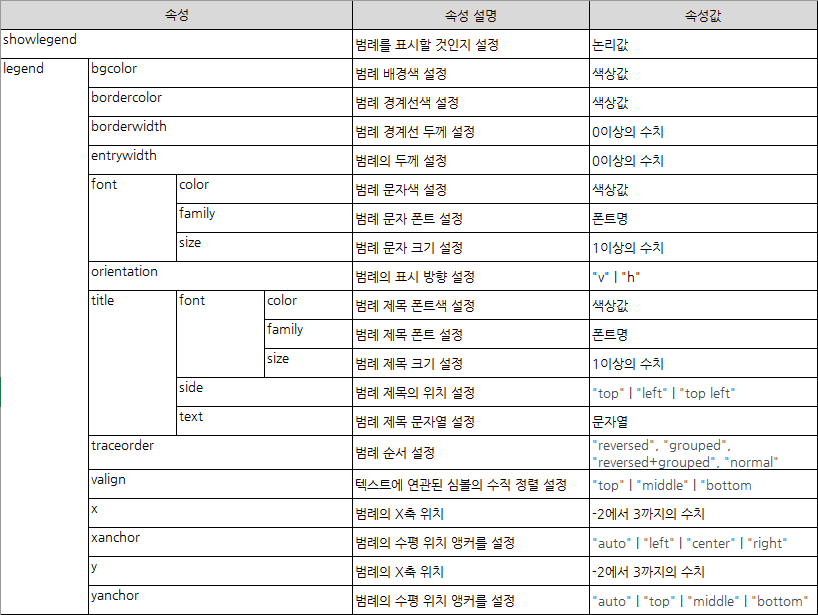 속성 속성 설명 속성값
showlegend 범례를 표시할 것인지 설정 논리값
legend bgcolor 범례 배경색 설정 색상값
bordercolor 범례 경계선색 설정 색상값
borderwidth 범례 경계선 두께 설정 0이상의 수치
entrywidth 범례의 두께 설정 0이상의 수치
font color 범례 문자색 설정 색상값
family 범례 문자 폰트 설정 폰트명
size 범례 문자 크기 설정 1이상의 수치
orientation 범례의 표시 방향 설정 "v" | "h"
title font color 범례 제목 폰트색 설정 색상값
family 범례 제목 폰트 설정 폰트명
size 범례 제목 크기 설정 1이상의 수치
side 범례 제목의 위치 설정 "top" | "left" | "top left"
text 범례 제목 문자열 설정 문자열
traceorder 범례 순서 설정 "reversed", "grouped",
"reversed+grouped", "normal"
valign 텍스트에 연관된 심볼의 수직 정렬 설정 "top" | "middle" | "bottom
x 범례의 X축 위치 -2에서 3까지의 수치
xanchor 범례의 수평 위치 앵커를 설정 "auto" | "left" | "center" | "right"
y 범례의 X축 위치 -2에서 3까지의 수치
yanchor 범례의 수평 위치 앵커를 설정 "auto" | "top" | "middle" | "bottom"